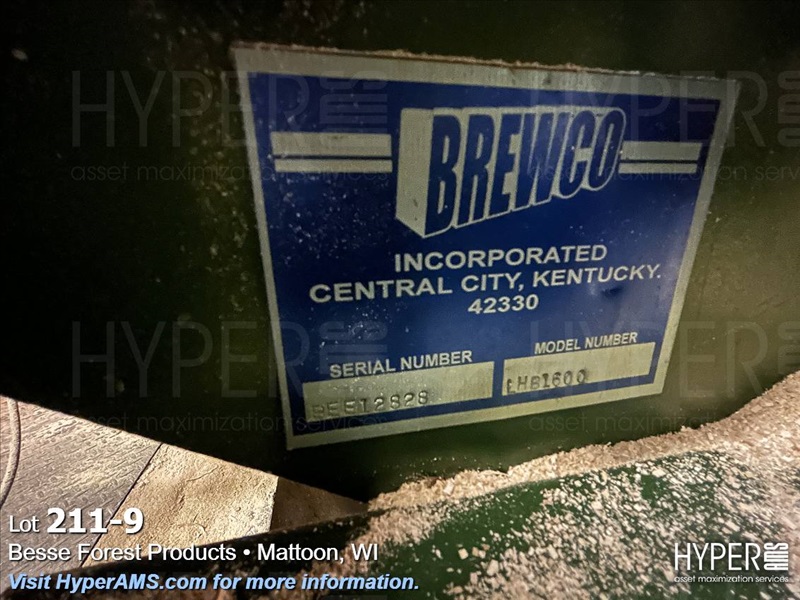 BREWCO
INCORPORATED
CENTRAL CITY, KENTUCKY.
42330
SERIAL NUMBER
MODEL NUMBER
LHB1600
Lot 211-9
Besse Forest Products • Mattoon, WI
Visit HyperAMS.com for more information.
HYPER AMS
asset maximization services